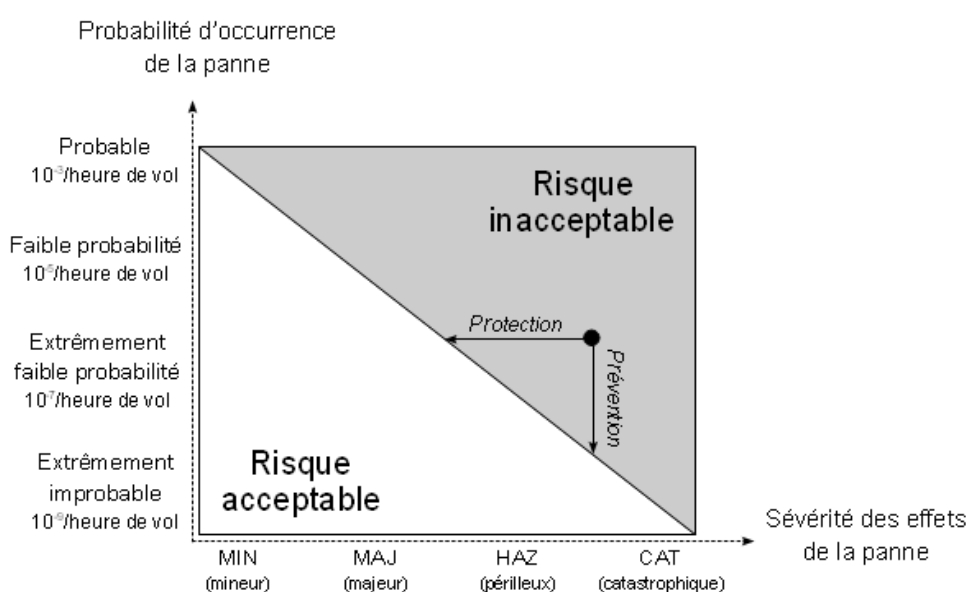 Probabilité d'occurrence
de la panne
Probable
10⁻³/heure de vol
Risque
inacceptable
Faible probabilité
10⁻⁵/heure de vol
Protection
Prévention
Extrêmement
faible probabilité
10⁻⁷/heure de vol
Risque
acceptable
Extrêmement
improbable
10⁻⁹/heure de vol
Sévérité des effets
de la panne
MIN
(mineur)
MAJ
(majeur)
HAZ
(périlleux)
CAT
(catastrophique)